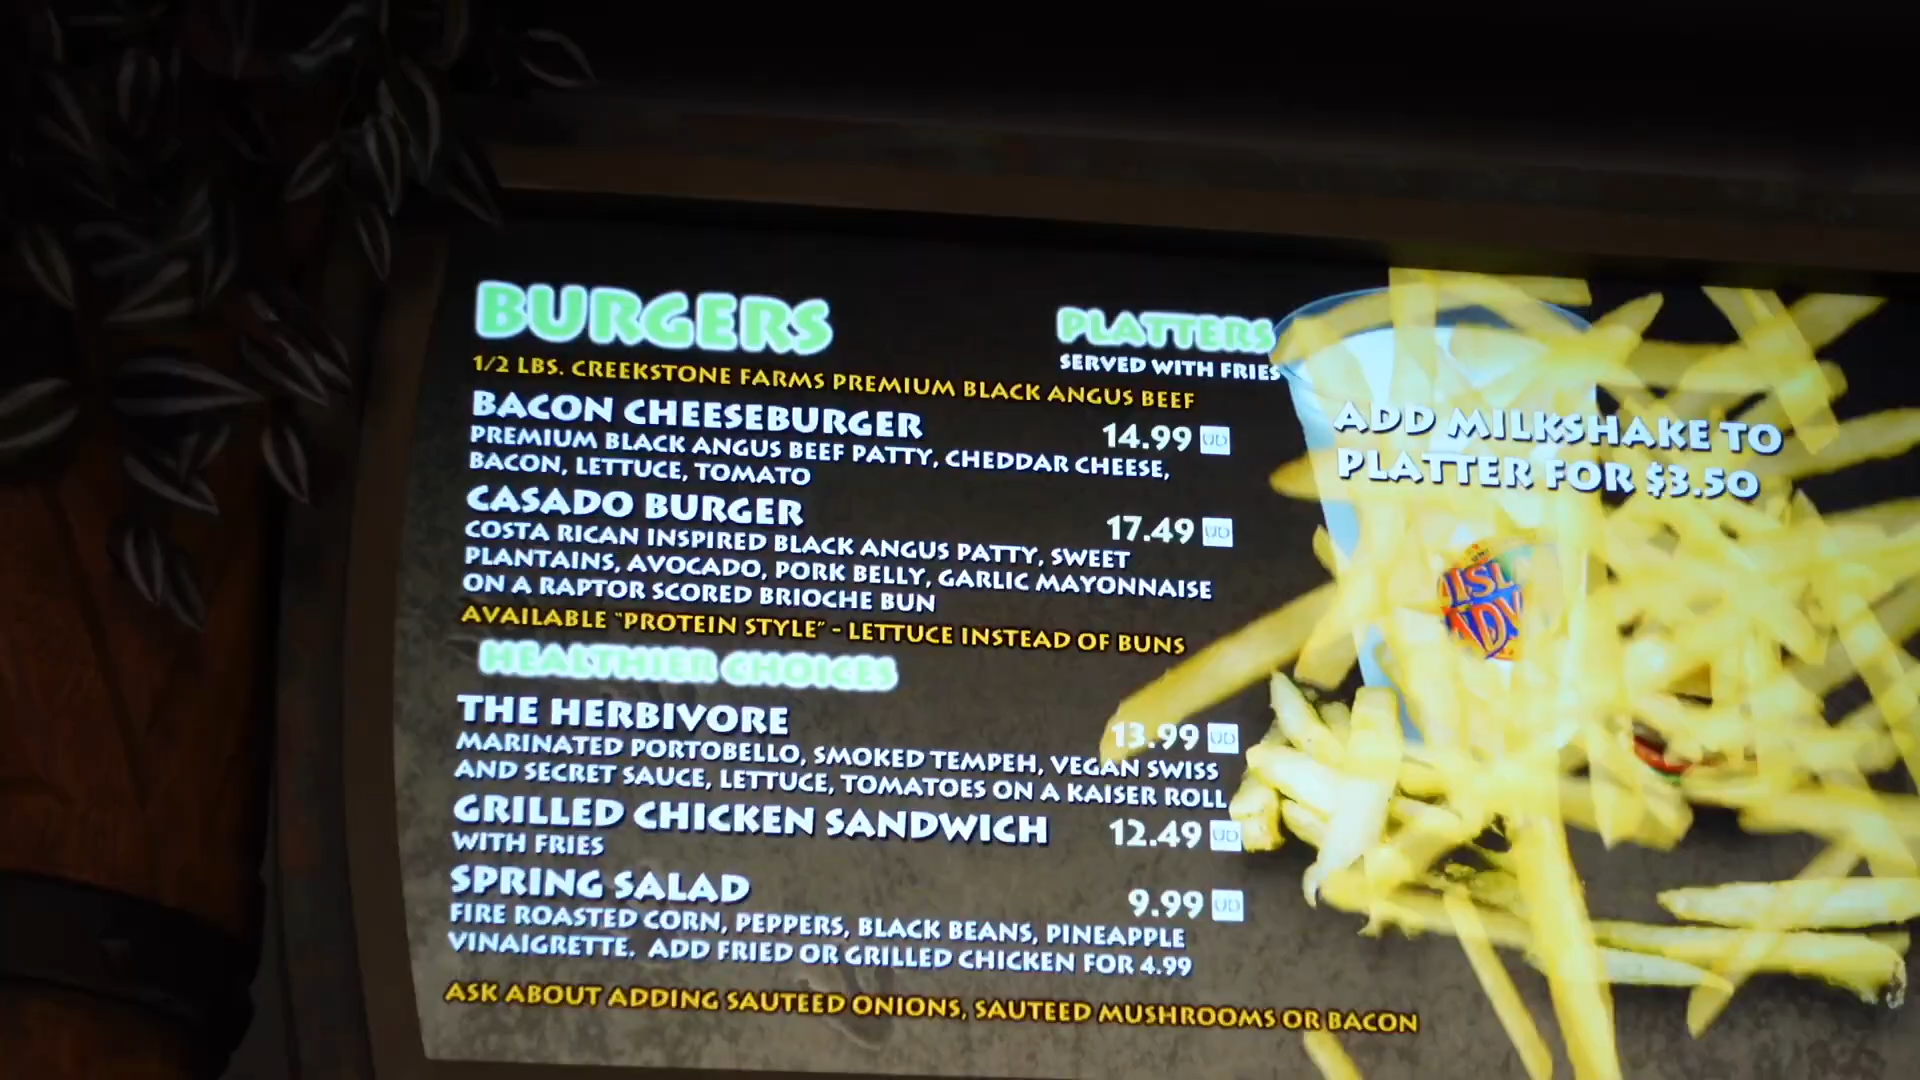 BURGERS
PLATTERS
SERVED WITH FRIES
1/2 LBS. CREEKSTONE FARMS PREMIUM BLACK ANGUS BEEF
BACON CHEESEBURGER 14.99 UD
PREMIUM BLACK ANGUS BEEF PATTY, CHEDDAR CHEESE,
BACON, LETTUCE, TOMATO
CASADO BURGER 17.49 UD
COSTA RICAN INSPIRED BLACK ANGUS PATTY, SWEET
PLANTAINS, AVOCADO, PORK BELLY, GARLIC MAYONNAISE
ON A RAPTOR SCORED BRIOCHE BUN
AVAILABLE "PROTEIN STYLE" - LETTUCE INSTEAD OF BUNS
HEALTHIER CHOICES
THE HERBIVORE 13.99 UD
MARINATED PORTOBELLO, SMOKED TEMPEH, VEGAN SWISS
AND SECRET SAUCE, LETTUCE, TOMATOES ON A KAISER ROLL
GRILLED CHICKEN SANDWICH 12.49 UD
WITH FRIES
SPRING SALAD 9.99 UD
FIRE ROASTED CORN, PEPPERS, BLACK BEANS, PINEAPPLE
VINAIGRETTE. ADD FRIED OR GRILLED CHICKEN FOR 4.99
ASK ABOUT ADDING SAUTEED ONIONS, SAUTEED MUSHROOMS OR BACON
ADD MILKSHAKE TO
PLATTER FOR $3.50